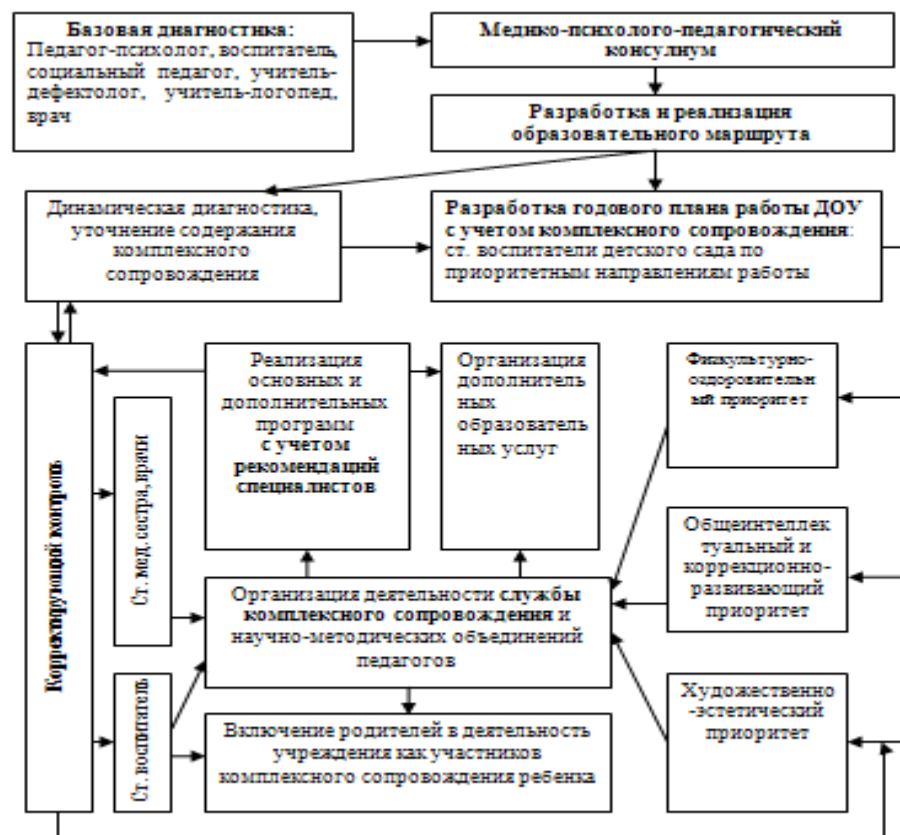 Базовая диагностика:
Педагог-психолог, воспитатель,
социальный педагог, учитель-
дефектолог, учитель-логопед,
врач
Медико-психолого-педагогический
консулиум
Разработка и реализация
образовательного маршрута
Динамическая диагностика,
уточнение содержания
комплексного
сопровождения
Разработка годового плана работы ДОУ
с учетом комплексного сопровождения:
ст. воспитатели детского сада по
приоритетным направлениям работы
Корректирующий контроль
Ст. мед. сестра, врачи
Ст. воспитатель
Реализация
основных и
дополнительных
программ
с учетом
рекомендаций
специалистов
Организация
дополнитель
ных
образователь
ных услуг
Физкультурно-
оздоровительн
ый приоритет
Общеинтеллек
туальный и
коррекционно-
развивающий
приоритет
Организация деятельности службы
комплексного сопровождения и
научно-методических объединений
педагогов
Художественно
-эстетический
приоритет
Включение родителей в деятельность
учреждения как участников
комплексного сопровождения ребенка